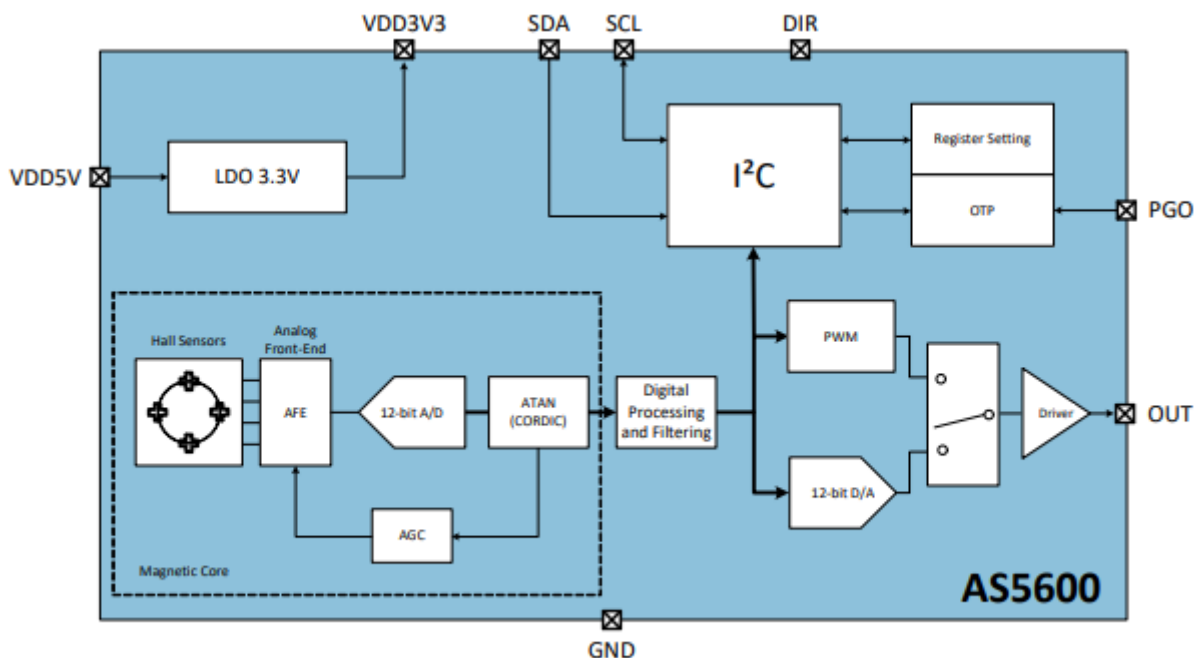 VDD3V3
SDA
SCL
DIR
VDD5V
LDO 3.3V
I²C
Register Setting
OTP
PGO
Hall Sensors
Analog
Front-End
AFE
12-bit A/D
ATAN
(CORDIC)
AGC
Magnetic Core
Digital
Processing
and Filtering
PWM
12-bit D/A
Driver
OUT
AS5600
GND